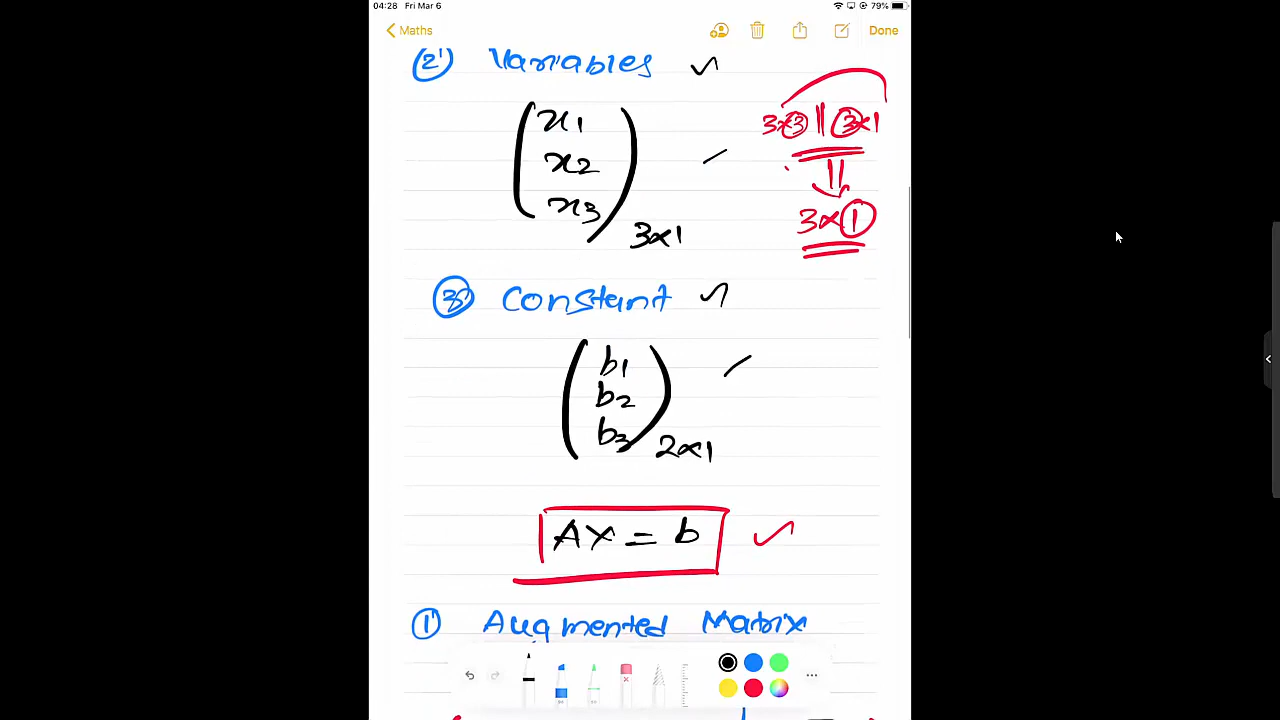 04:28 Fri Mar 6
79%
Maths
Done
2 Variables
x1
x2
x3
3x1
3x3 || 3x1
3x1
3 Constant
b1
b2
b3
2x1
AX = b
1 Augmented Matrix